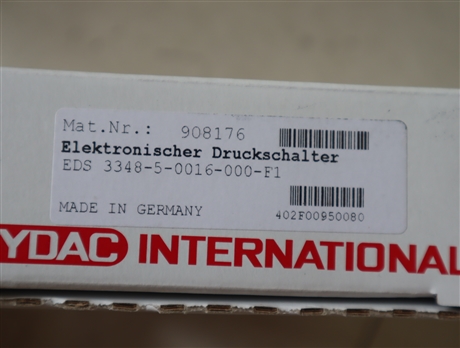 Mat.Nr.: 908176
Elektronischer Druckschalter
EDS 3348-5-0016-000-F1
MADE IN GERMANY
402F00950080
YDAC INTERNATIONAL